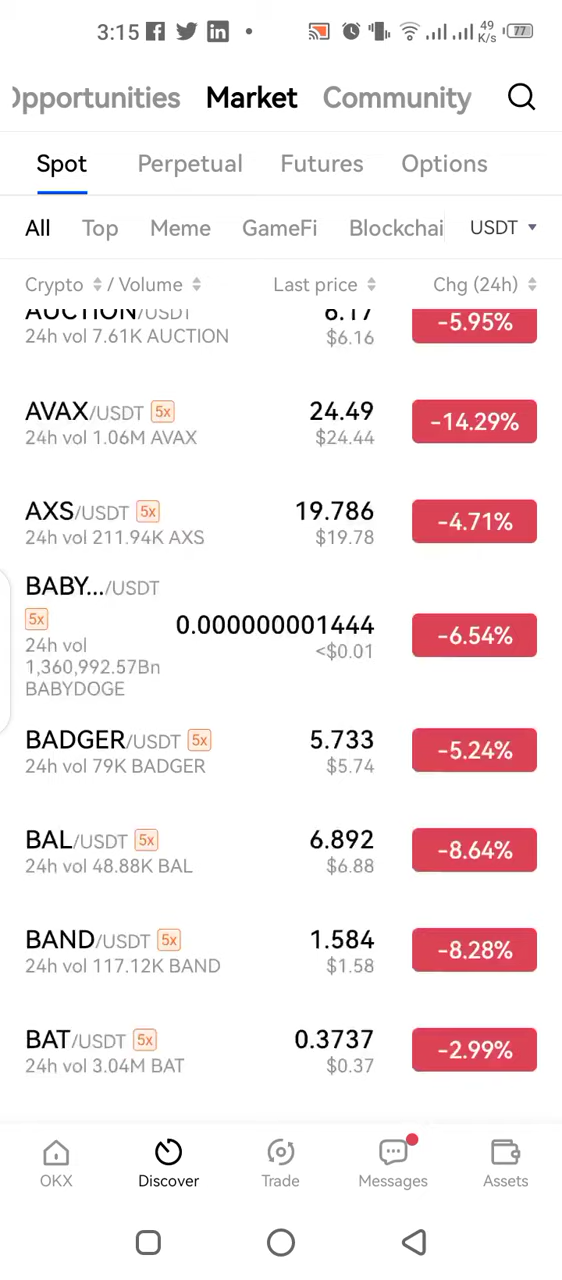 3:15 49 K/s 77
Opportunities Market Community
Spot Perpetual Futures Options
All Top Meme GameFi Blockchai USDT
Crypto / Volume Last price Chg (24h)
AUCTION/USDT 6.17 -5.95%
24h vol 7.61K AUCTION $6.16
AVAX/USDT 5x 24.49 -14.29%
24h vol 1.06M AVAX $24.44
AXS/USDT 5x 19.786 -4.71%
24h vol 211.94K AXS $19.78
BABY.../USDT
5x 0.000000001444 -6.54%
24h vol <$0.01
1,360,992.57Bn
BABYDOGE
BADGER/USDT 5x 5.733 -5.24%
24h vol 79K BADGER $5.74
BAL/USDT 5x 6.892 -8.64%
24h vol 48.88K BAL $6.88
BAND/USDT 5x 1.584 -8.28%
24h vol 117.12K BAND $1.58
BAT/USDT 5x 0.3737 -2.99%
24h vol 3.04M BAT $0.37
OKX Discover Trade Messages Assets